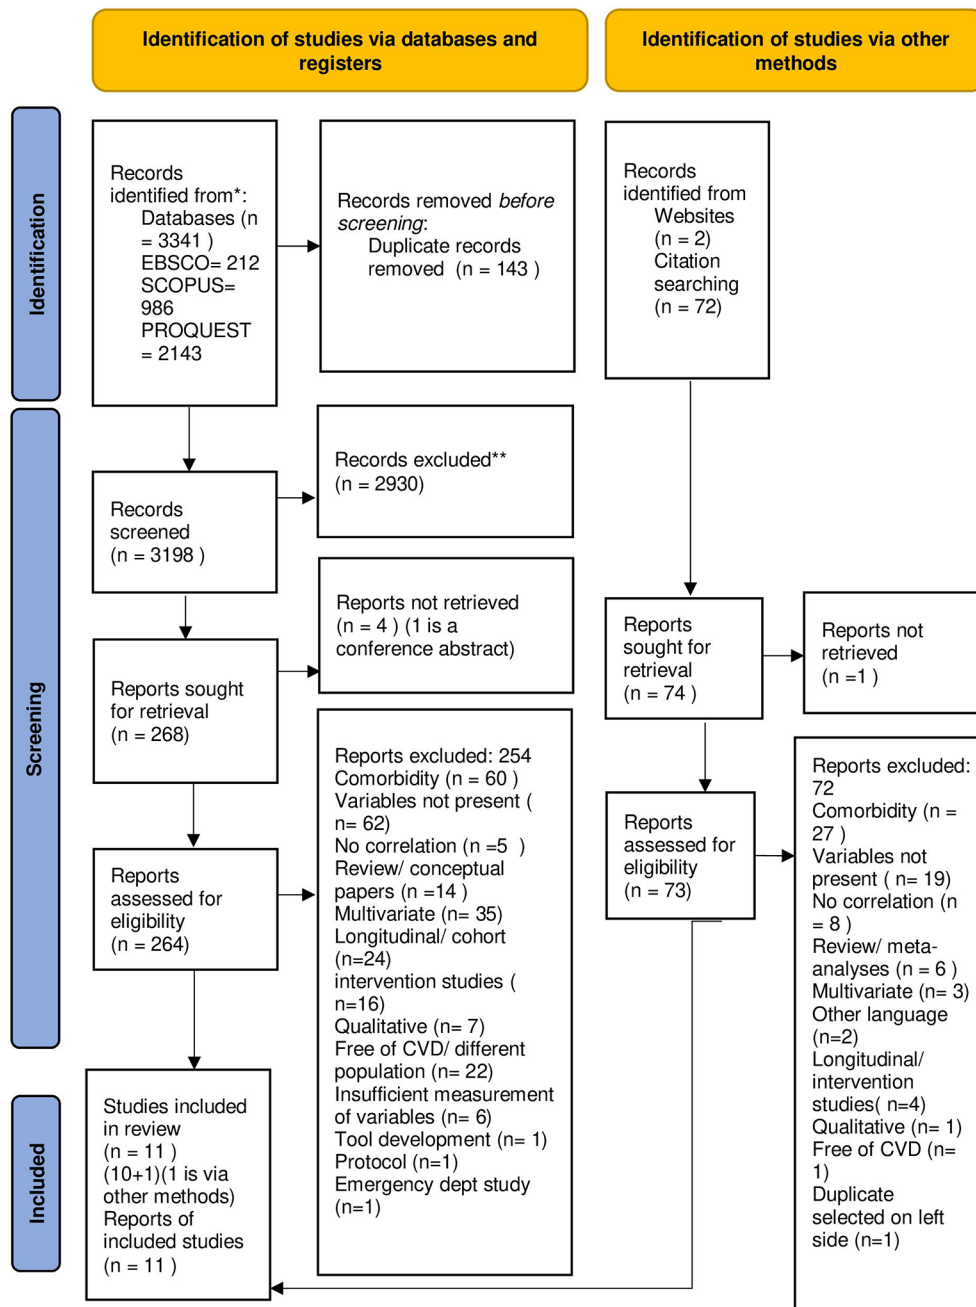 Identification of studies via databases and
registers
Identification of studies via other
methods
Identification
Records
identified from*:
Databases (n
= 3341 )
EBSCO= 212
SCOPUS=
986
PROQUEST
= 2143
Records removed before
screening:
Duplicate records
removed  (n = 143 )
Records
identified from
Websites
(n = 2)
Citation
searching
(n = 72)
Screening
Records
screened
(n = 3198 )
Records excluded**
(n = 2930)
Reports sought
for retrieval
(n = 268)
Reports not retrieved
(n = 4 ) (1 is a
conference abstract)
Reports
sought for
retrieval
(n = 74 )
Reports not
retrieved
(n =1 )
Reports
assessed for
eligibility
(n = 264)
Reports excluded: 254
Comorbidity (n = 60 )
Variables not present (
n= 62)
No correlation (n =5  )
Review/ conceptual
papers (n =14 )
Multivariate (n= 35)
Longitudinal/ cohort
(n=24)
intervention studies (
n=16)
Qualitative (n= 7)
Free of CVD/ different
population (n= 22)
Insufficient measurement
of variables (n= 6)
Tool development (n= 1)
Protocol (n=1)
Emergency dept study
(n=1)
Reports
assessed for
eligibility
(n = 73)
Reports excluded:
72
Comorbidity (n =
27 )
Variables not
present ( n= 19)
No correlation (n
= 8 )
Review/ meta-
analyses (n = 6 )
Multivariate (n= 3)
Other language
(n=2)
Longitudinal/
intervention
studies( n=4)
Qualitative (n= 1)
Free of CVD (n=
1)
Duplicate
selected on left
side (n=1)
Included
Studies included
in review
(n = 11 )
(10+1)(1 is via
other methods)
Reports of
included studies
(n = 11 )